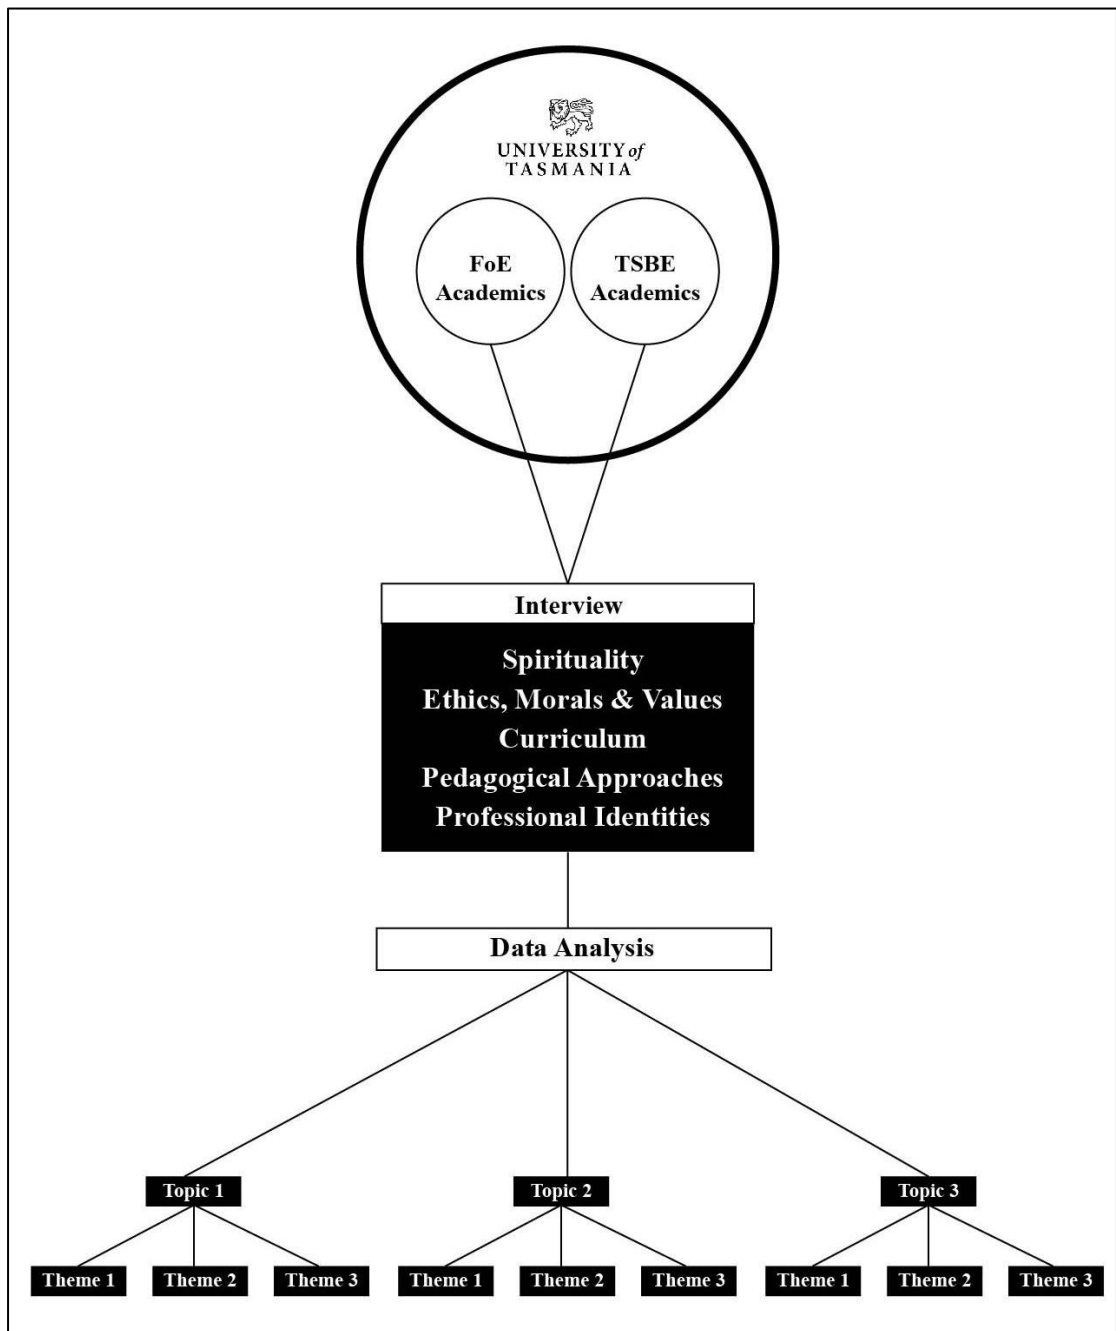 UNIVERSITY of
TASMANIA
FoE
Academics
TSBE
Academics
Interview
Spirituality
Ethics, Morals & Values
Curriculum
Pedagogical Approaches
Professional Identities
Data Analysis
Topic 1
Topic 2
Topic 3
Theme 1
Theme 2
Theme 3
Theme 1
Theme 2
Theme 3
Theme 1
Theme 2
Theme 3